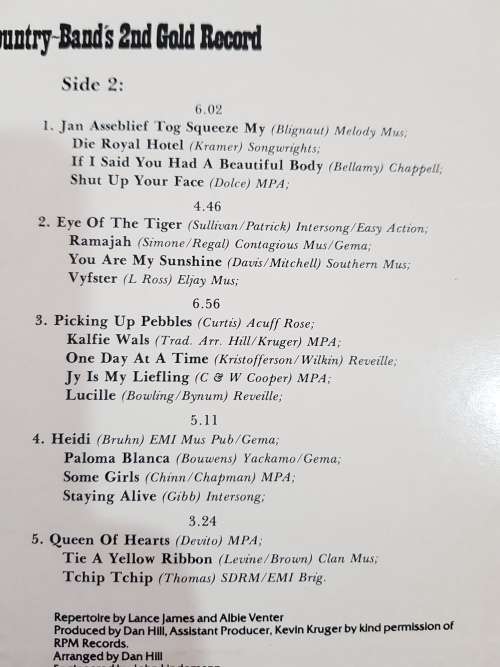 ountry-Band's 2nd Gold Record
Side 2:
6.02
1. Jan Asseblief Tog Squeeze My (Blignaut) Melody Mus;
Die Royal Hotel (Kramer) Songwrights;
If I Said You Had A Beautiful Body (Bellamy) Chappell;
Shut Up Your Face (Dolce) MPA;
4.46
2. Eye Of The Tiger (Sullivan/Patrick) Intersong/Easy Action;
Ramajah (Simone/Regal) Contagious Mus/Gema;
You Are My Sunshine (Davis/Mitchell) Southern Mus;
Vyfster (L Ross) Eljay Mus;
6.56
3. Picking Up Pebbles (Curtis) Acuff Rose;
Kalfie Wals (Trad. Arr. Hill/Kruger) MPA;
One Day At A Time (Kristofferson/Wilkin) Reveille;
Jy Is My Liefling (C & W Cooper) MPA;
Lucille (Bowling/Bynum) Reveille;
5.11
4. Heidi (Bruhn) EMI Mus Pub/Gema;
Paloma Blanca (Bouwens) Yackamo/Gema;
Some Girls (Chinn/Chapman) MPA;
Staying Alive (Gibb) Intersong;
3.24
5. Queen Of Hearts (Devito) MPA;
Tie A Yellow Ribbon (Levine/Brown) Clan Mus;
Tchip Tchip (Thomas) SDRM/EMI Brig.
Repertoire by Lance James and Albie Venter
Produced by Dan Hill, Assistant Producer, Kevin Kruger by kind permission of
RPM Records.
Arranged by Dan Hill